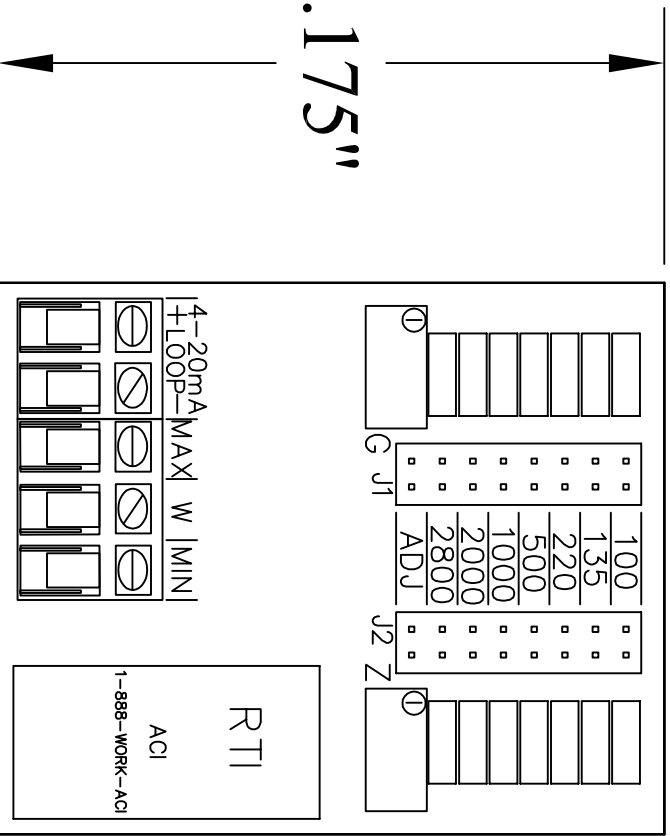 .175"
100
135
220
500
1000
2000
2800
ADJ
G J1
J2 Z
4-20mA
+LOOP-
MAX
W
MIN
RTI
ACI
1-888-WORK-ACI